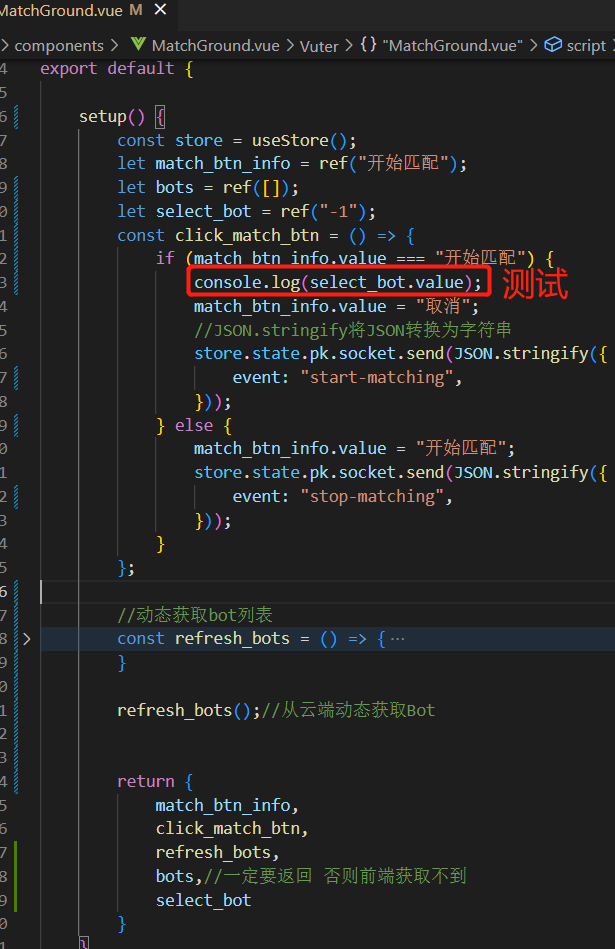 MatchGround.vue M ×
> components > MatchGround.vue > Vuter > {} "MatchGround.vue" > script >
4 export default {
5
6 setup() {
7 const store = useStore();
8 let match_btn_info = ref("开始匹配");
9 let bots = ref([]);
0 let select_bot = ref("-1");
1 const click_match_btn = () => {
2 if (match_btn_info.value === "开始匹配") {
3 console.log(select_bot.value); 测试
4 match_btn_info.value = "取消";
5 //JSON.stringify将JSON转换为字符串
6 store.state.pk.socket.send(JSON.stringify({
7 event: "start-matching",
8 }));
9 } else {
0 match_btn_info.value = "开始匹配";
1 store.state.pk.socket.send(JSON.stringify({
2 event: "stop-matching",
3 }));
4 }
5 };
6
7 //动态获取bot列表
8 const refresh_bots = () => { ⋯
9 }
0
1 refresh_bots();//从云端动态获取Bot
2
3
4 return {
5 match_btn_info,
6 click_match_btn,
7 refresh_bots,
8 bots,//一定要返回 否则前端获取不到
9 select_bot
0 }
1 }